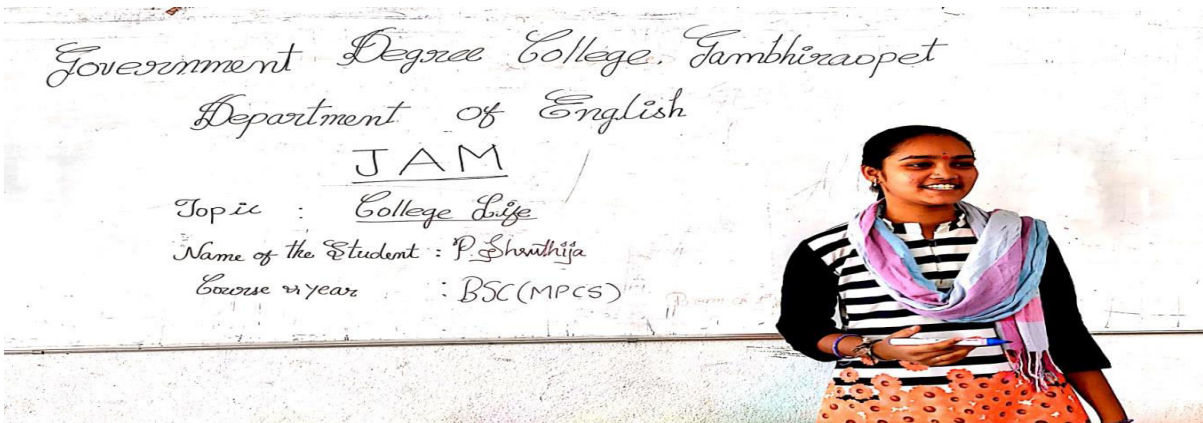 Government Degree College, Gambhiraopet
Department of English
JAM
Topic : College Life
Name of the Student : P. Shruthija
Course & year : BSC (MPCS)